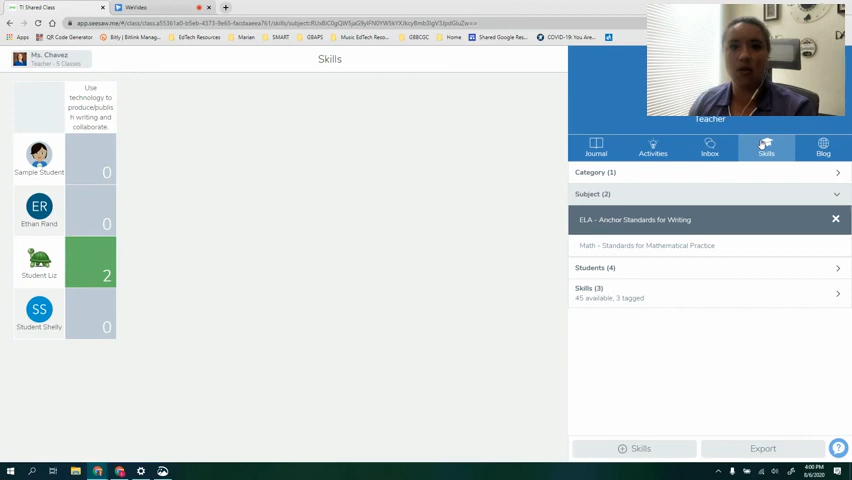 TI Shared Class
WeVideo
app.seesaw.me/#/class/class.a55361a0-b5eb-4373-9e65-facdaaeea761/skills/subject:
Apps
QR Code Generator
Bitly | Bitlink Manag...
EdTech Resources
Marian
SMART
GBAPS
Music EdTech Resou...
GBBCGC
Home
Shared Google Res...
COVID-19: You Are...
Ms. Chavez
Teacher - 5 Classes
Skills
Teacher
Use
technology to
produce/publis
h writing and
collaborate.
Sample Student
0
ER
Ethan Rand
0
Student Liz
2
SS
Student Shelly
0
Journal
Activities
Inbox
Skills
Blog
Category (1)
Subject (2)
ELA - Anchor Standards for Writing
Math - Standards for Mathematical Practice
Students (4)
Skills (3)
45 available, 3 tagged
Skills
Export
?
4:00 PM
8/6/2020